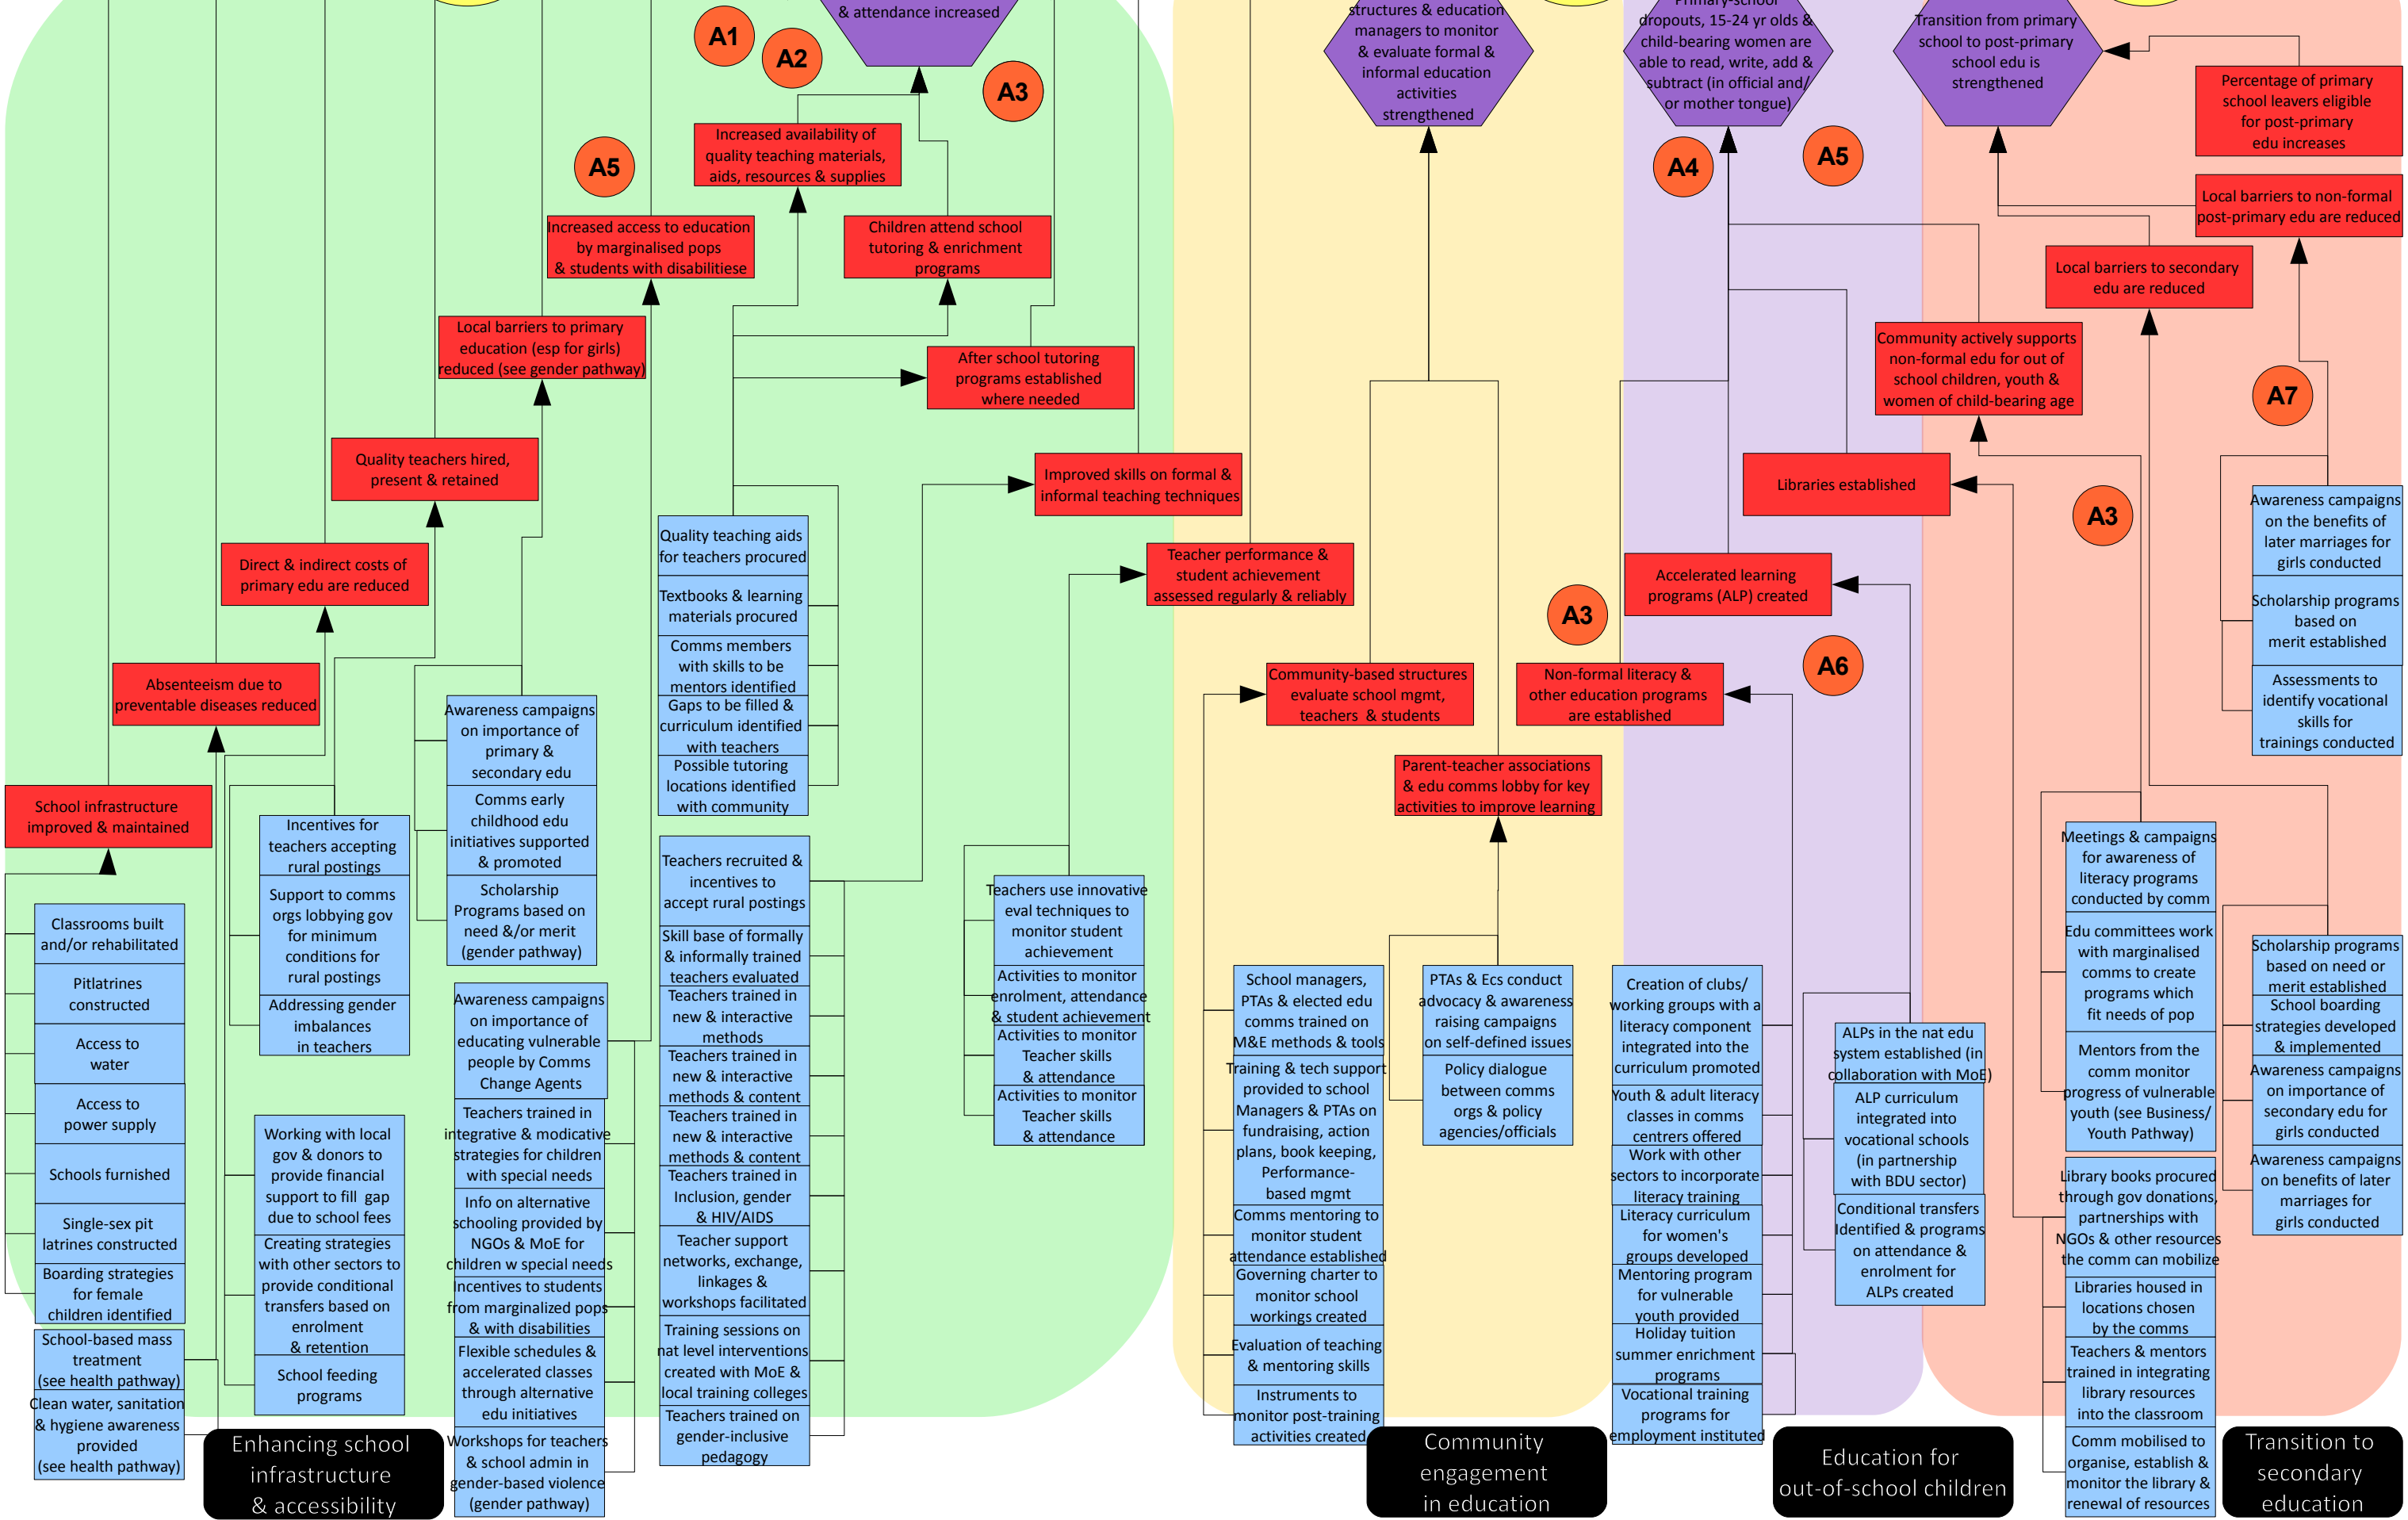 & attendance increased
structures & education
managers to monitor
& evaluate formal &
informal education
activities
strengthened
Primary-school
dropouts, 15-24 yr olds &
child-bearing women are
able to read, write, add &
subtract (in official and/
or mother tongue)
Transition from primary
school to post-primary
school edu is
strengthened
A1
A2
A3
A5
A4
A5
Percentage of primary
school leavers eligible
for post-primary
edu increases
Increased availability of
quality teaching materials,
aids, resources & supplies
Local barriers to non-formal
post-primary edu are reduced
Increased access to education
by marginalised pops
& students with disabilitiese
Children attend school
tutoring & enrichment
programs
Local barriers to secondary
edu are reduced
Local barriers to primary
education (esp for girls)
reduced (see gender pathway)
After school tutoring
programs established
where needed
Community actively supports
non-formal edu for out of
school children, youth &
women of child-bearing age
A7
Quality teachers hired,
present & retained
Improved skills on formal &
informal teaching techniques
Libraries established
A3
Direct & indirect costs of
primary edu are reduced
Teacher performance &
student achievement
assessed regularly & reliably
Accelerated learning
programs (ALP) created
A3
A6
Absenteeism due to
preventable diseases reduced
Community-based structures
evaluate school mgmt,
teachers & students
Non-formal literacy &
other education programs
are established
Parent-teacher associations
& edu comms lobby for key
activities to improve learning
School infrastructure
improved & maintained
Classrooms built
and/or rehabilitated
Pitlatrines
constructed
Access to
water
Access to
power supply
Schools furnished
Single-sex pit
latrines constructed
Boarding strategies
for female
children identified
School-based mass
treatment
(see health pathway)
Clean water, sanitation
& hygiene awareness
provided
(see health pathway)
Incentives for
teachers accepting
rural postings
Support to comms
orgs lobbying gov
for minimum
conditions for
rural postings
Addressing gender
imbalances
in teachers
Working with local
gov & donors to
provide financial
support to fill gap
due to school fees
Creating strategies
with other sectors to
provide conditional
transfers based on
enrolment
& retention
School feeding
programs
Awareness campaigns
on importance of
primary &
secondary edu
Comms early
childhood edu
initiatives supported
& promoted
Scholarship
Programs based on
need &/or merit
(gender pathway)
Awareness campaigns
on importance of
educating vulnerable
people by Comms
Change Agents
Teachers trained in
integrative & modicative
strategies for children
with special needs
Info on alternative
schooling provided by
NGOs & MoE for
children w special needs
Incentives to students
from marginalized pops
& with disabilities
Flexible schedules &
accelerated classes
through alternative
edu initiatives
Workshops for teachers
& school admin in
gender-based violence
(gender pathway)
Quality teaching aids
for teachers procured
Textbooks & learning
materials procured
Comms members
with skills to be
mentors identified
Gaps to be filled &
curriculum identified
with teachers
Possible tutoring
locations identified
with community
Teachers recruited &
incentives to
accept rural postings
Skill base of formally
& informally trained
teachers evaluated
Teachers trained in
new & interactive
methods
Teachers trained in
new & interactive
methods & content
Teachers trained in
new & interactive
methods & content
Teachers trained in
Inclusion, gender
& HIV/AIDS
Teacher support
networks, exchange,
linkages &
workshops facilitated
Training sessions on
nat level interventions
created with MoE &
local training colleges
Teachers trained on
gender-inclusive
pedagogy
Teachers use innovative
eval techniques to
monitor student
achievement
Activities to monitor
enrolment, attendance
& student achievement
Activities to monitor
Teacher skills
& attendance
Activities to monitor
Teacher skills
& attendance
School managers,
PTAs & elected edu
comms trained on
M&E methods & tools
Training & tech support
provided to school
Managers & PTAs on
fundraising, action
plans, book keeping,
Performance-
based mgmt
Comms mentoring to
monitor student
attendance established
Governing charter to
monitor school
workings created
Evaluation of teaching
& mentoring skills
Instruments to
monitor post-training
activities created
PTAs & Ecs conduct
advocacy & awareness
raising campaigns
on self-defined issues
Policy dialogue
between comms
orgs & policy
agencies/officials
Creation of clubs/
working groups with a
literacy component
integrated into the
curriculum promoted
Youth & adult literacy
classes in comms
centrers offered
Work with other
sectors to incorporate
literacy training
Literacy curriculum
for women's
groups developed
Mentoring program
for vulnerable
youth provided
Holiday tuition
summer enrichment
programs
Vocational training
programs for
employment instituted
ALPs in the nat edu
system established (in
collaboration with MoE)
ALP curriculum
integrated into
vocational schools
(in partnership
with BDU sector)
Conditional transfers
Identified & programs
on attendance &
enrolment for
ALPs created
Meetings & campaigns
for awareness of
literacy programs
conducted by comm
Edu committees work
with marginalised
comms to create
programs which
fit needs of pop
Mentors from the
comm monitor
progress of vulnerable
youth (see Business/
Youth Pathway)
Library books procured
through gov donations,
partnerships with
NGOs & other resources
the comm can mobilize
Libraries housed in
locations chosen
by the comms
Teachers & mentors
trained in integrating
library resources
into the classroom
Comm mobilised to
organise, establish &
monitor the library &
renewal of resources
Awareness campaigns
on the benefits of
later marriages for
girls conducted
Scholarship programs
based on
merit established
Assessments to
identify vocational
skills for
trainings conducted
Scholarship programs
based on need or
merit established
School boarding
strategies developed
& implemented
Awareness campaigns
on importance of
secondary edu for
girls conducted
Awareness campaigns
on benefits of later
marriages for
girls conducted
Enhancing school
infrastructure
& accessibility
Community
engagement
in education
Education for
out-of-school children
Transition to
secondary
education